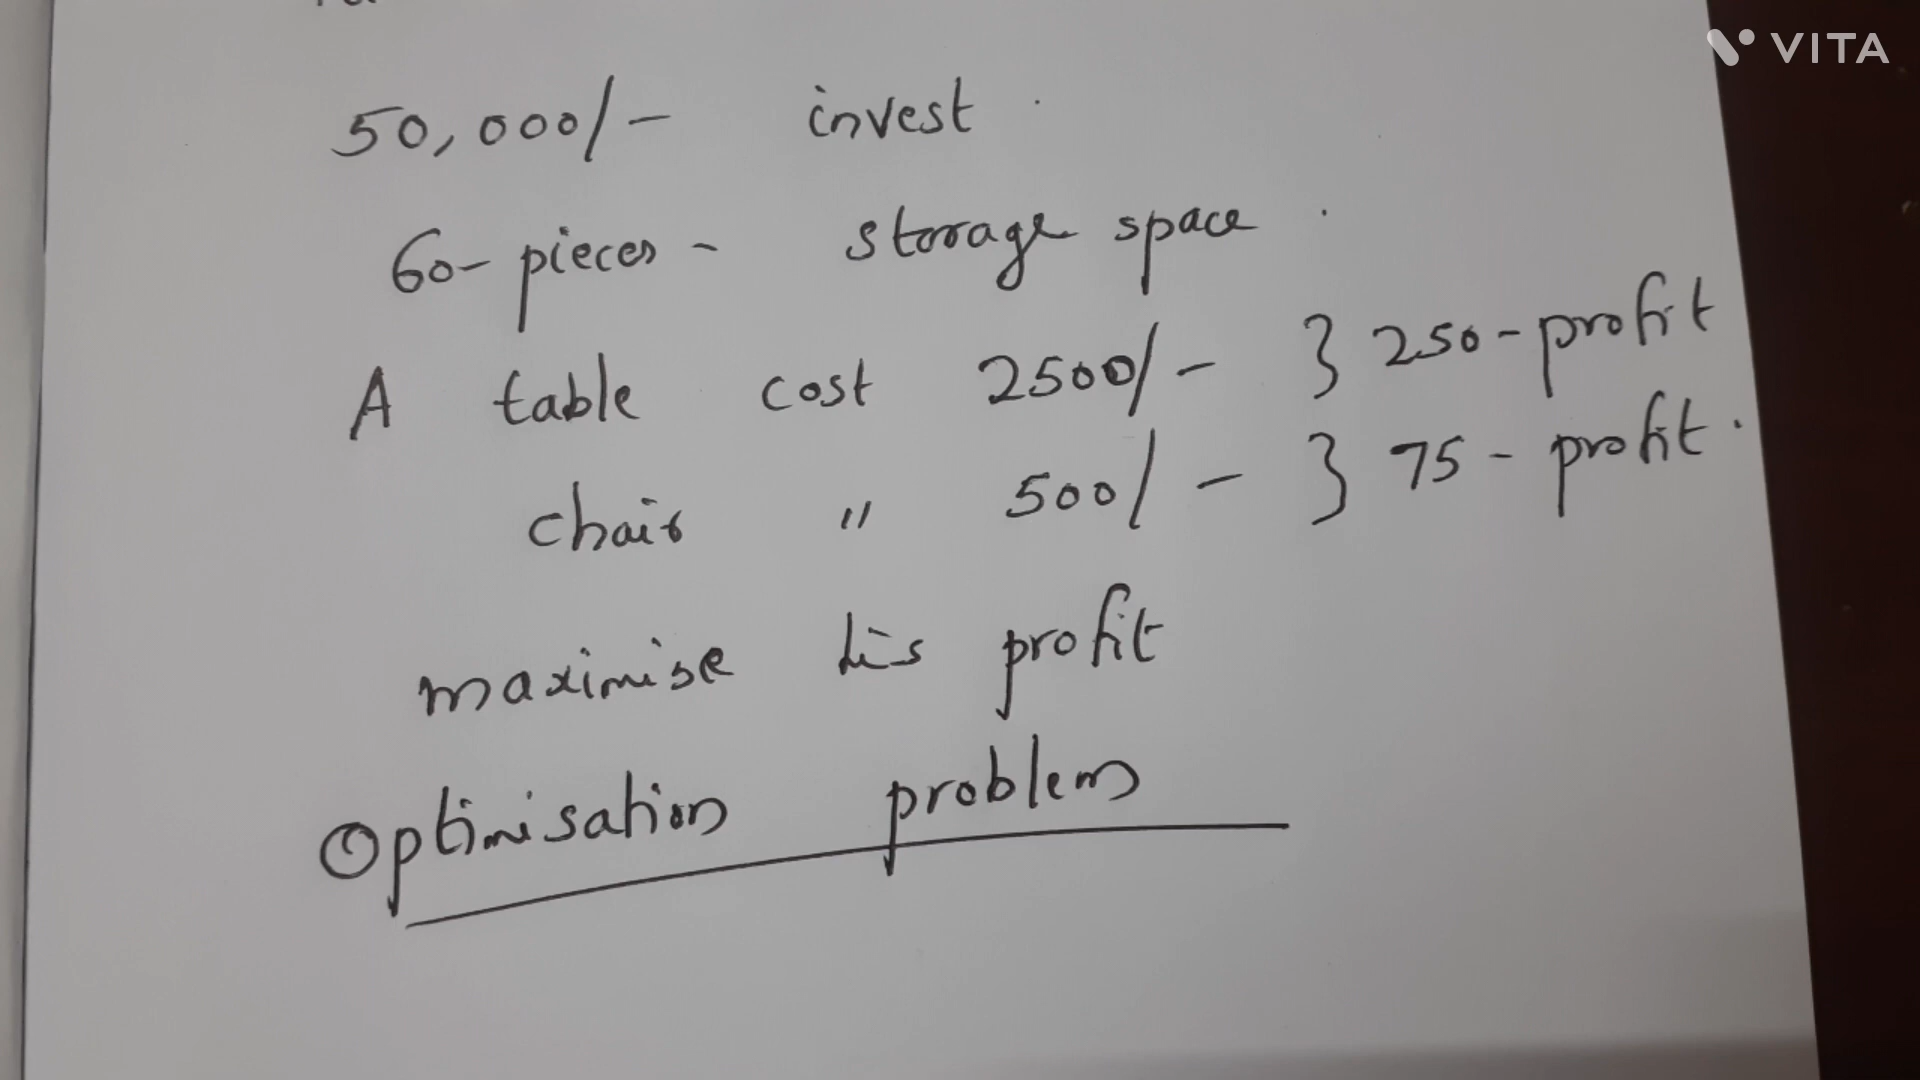 VITA
50,000/- invest.
60- pieces - storage space.
A table cost 2500/- } 250-profit
chair " 500/- } 75 - profit.
maximise his profit
Optimisation problem